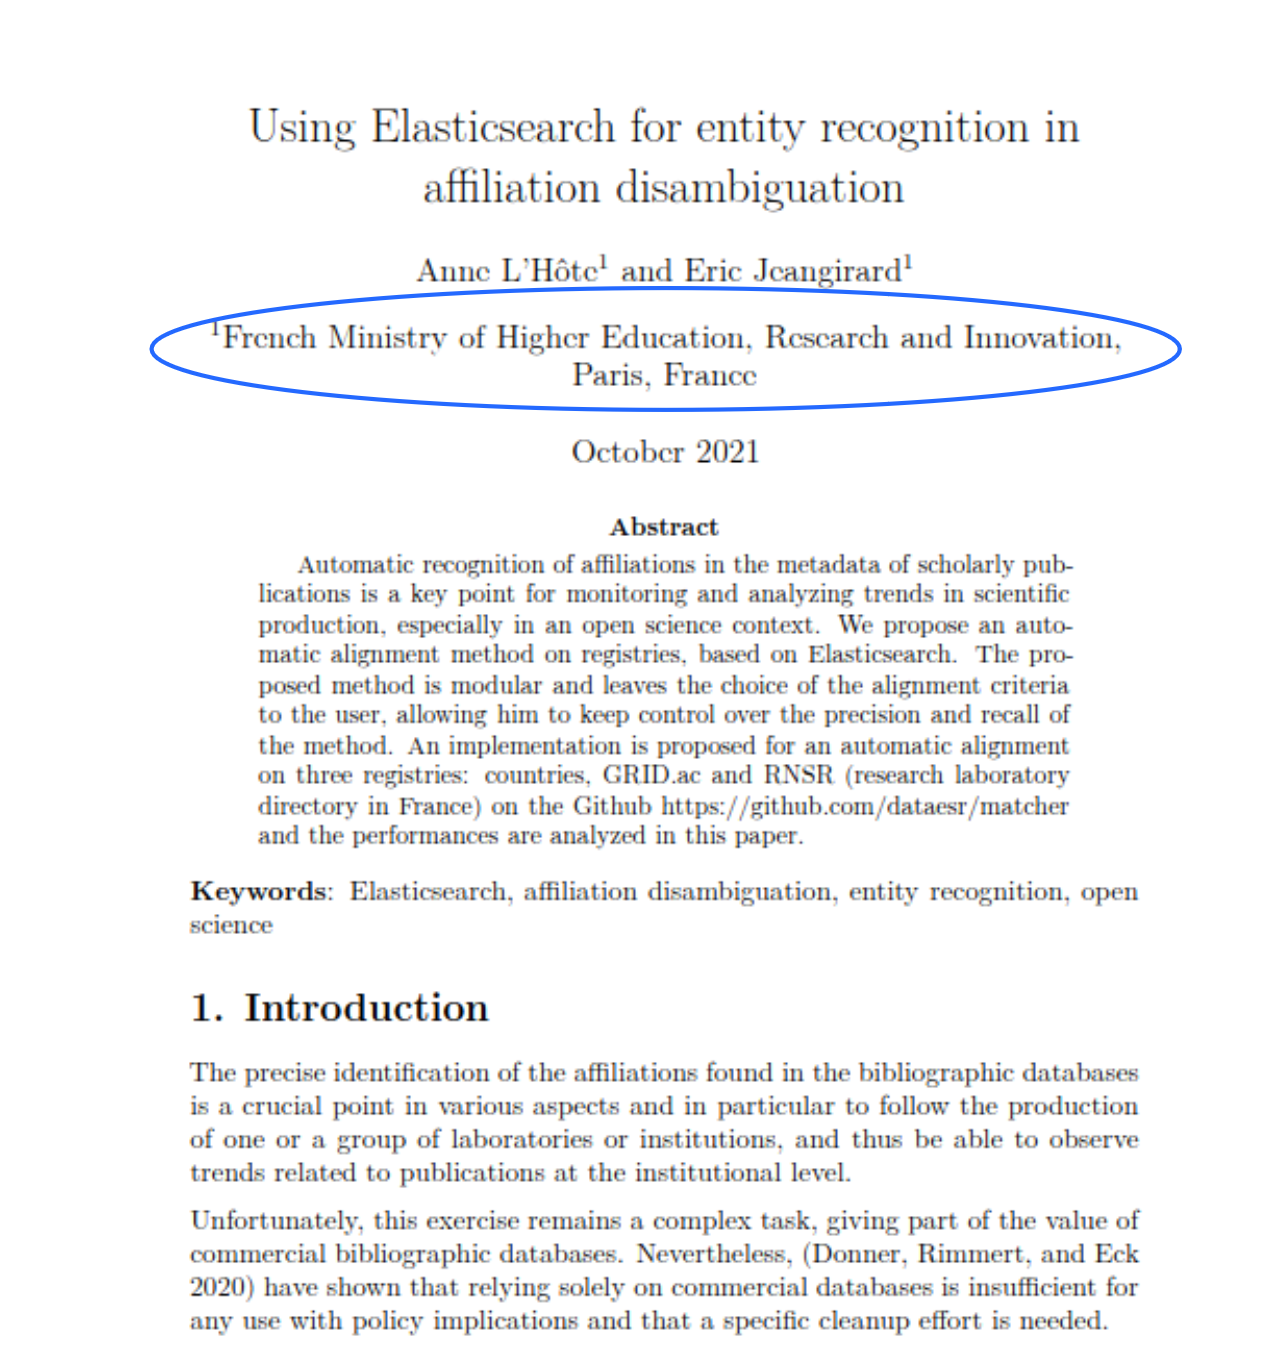 Using Elasticsearch for entity recognition in
affiliation disambiguation
Anne L'Hôte¹ and Eric Jeangirard¹
¹French Ministry of Higher Education, Research and Innovation,
Paris, France
October 2021
Abstract
Automatic recognition of affiliations in the metadata of scholarly pub-
lications is a key point for monitoring and analyzing trends in scientific
production, especially in an open science context. We propose an auto-
matic alignment method on registries, based on Elasticsearch. The pro-
posed method is modular and leaves the choice of the alignment criteria
to the user, allowing him to keep control over the precision and recall of
the method. An implementation is proposed for an automatic alignment
on three registries: countries, GRID.ac and RNSR (research laboratory
directory in France) on the Github https://github.com/dataesr/matcher
and the performances are analyzed in this paper.
Keywords: Elasticsearch, affiliation disambiguation, entity recognition, open
science
1. Introduction
The precise identification of the affiliations found in the bibliographic databases
is a crucial point in various aspects and in particular to follow the production
of one or a group of laboratories or institutions, and thus be able to observe
trends related to publications at the institutional level.
Unfortunately, this exercise remains a complex task, giving part of the value of
commercial bibliographic databases. Nevertheless, (Donner, Rimmert, and Eck
2020) have shown that relying solely on commercial databases is insufficient for
any use with policy implications and that a specific cleanup effort is needed.